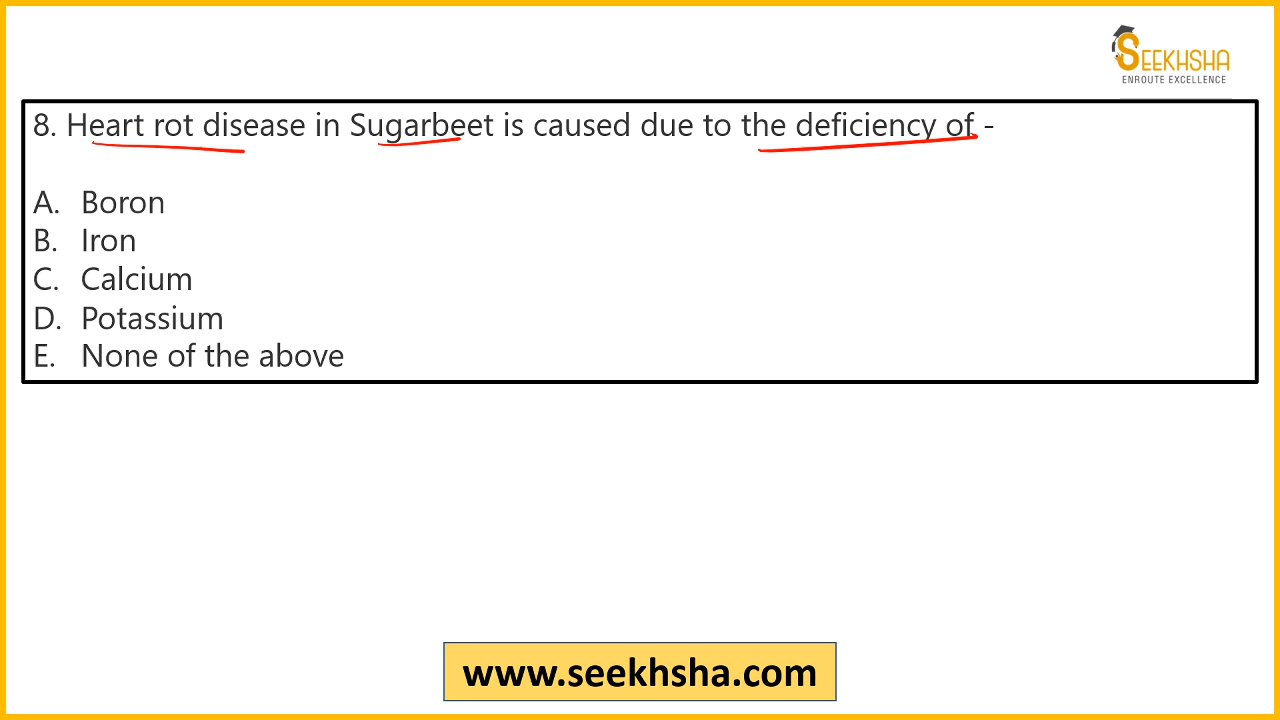 SEEKHSHA
ENROUTE EXCELLENCE
8. Heart rot disease in Sugarbeet is caused due to the deficiency of -
A. Boron
B. Iron
C. Calcium
D. Potassium
E. None of the above
www.seekhsha.com